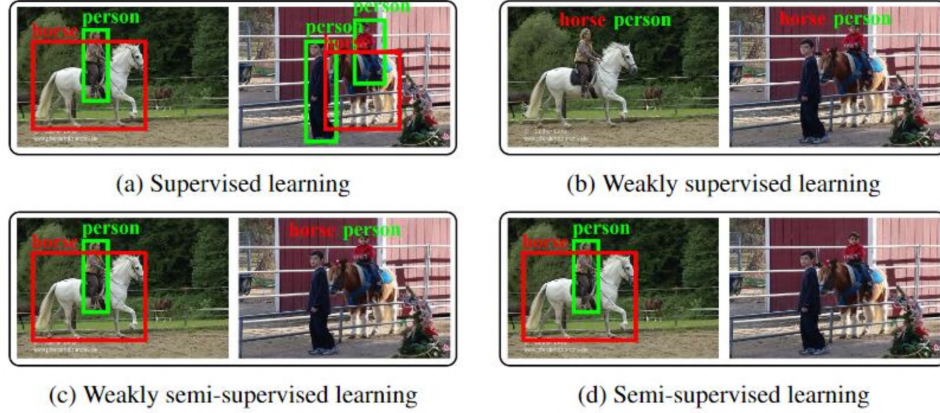 person
horse
person
person
horse
horse person
horse person
(a) Supervised learning
(b) Weakly supervised learning
person
horse
horse person
person
horse
(c) Weakly semi-supervised learning
(d) Semi-supervised learning